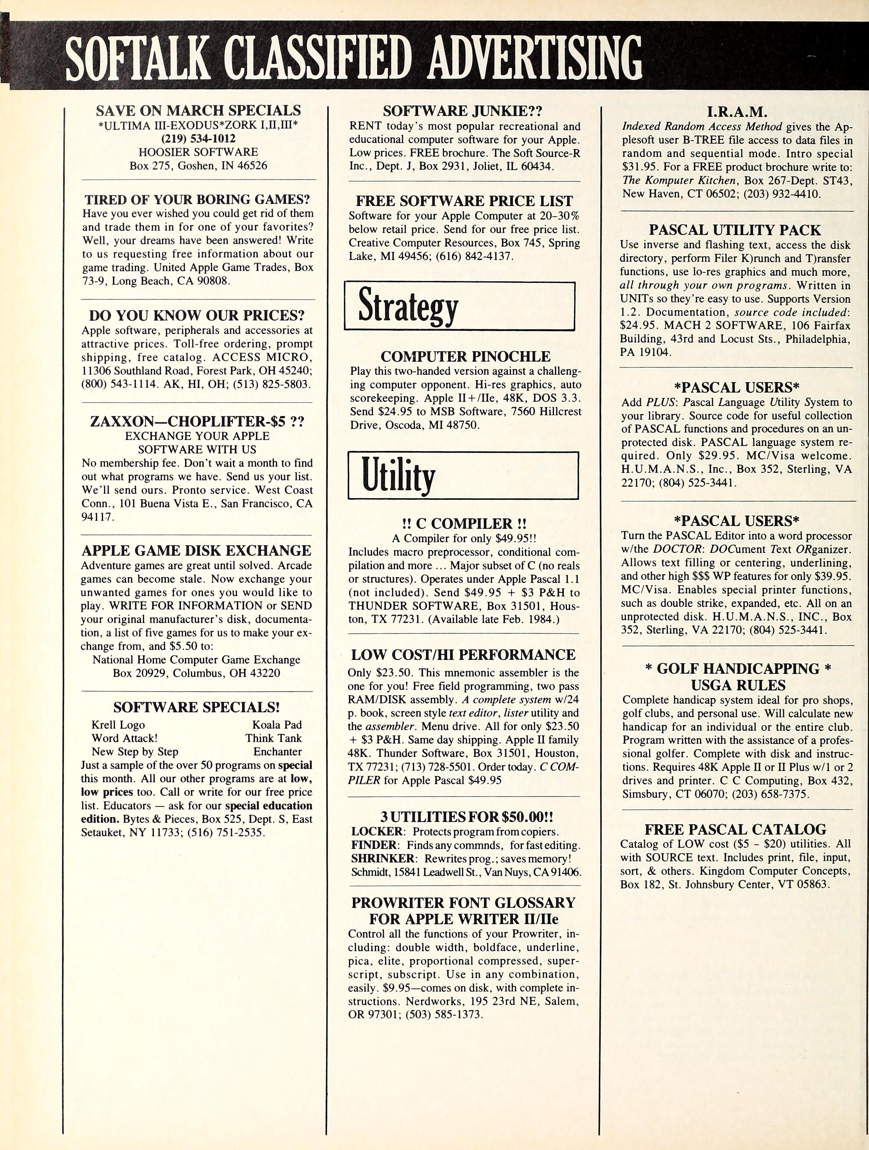 SOFTALK CLASSIFIED ADVERTISING
SAVE ON MARCH SPECIALS
*ULTIMA III-EXODUS*ZORK I,II,III*
(219) 534-1012
HOOSIER SOFTWARE
Box 275, Goshen, IN 46526
TIRED OF YOUR BORING GAMES?
Have you ever wished you could get rid of them
and trade them in for one of your favorites?
Well, your dreams have been answered! Write
to us requesting free information about our
game trading. United Apple Game Trades, Box
73-9, Long Beach, CA 90808.
DO YOU KNOW OUR PRICES?
Apple software, peripherals and accessories at
attractive prices. Toll-free ordering, prompt
shipping, free catalog. ACCESS MICRO,
11306 Southland Road, Forest Park, OH 45240;
(800) 543-1114. AK, HI, OH; (513) 825-5803.
ZAXXON—CHOPLIFTER-$5 ??
EXCHANGE YOUR APPLE
SOFTWARE WITH US
No membership fee. Don't wait a month to find
out what programs we have. Send us your list.
We'll send ours. Pronto service. West Coast
Conn., 101 Buena Vista E., San Francisco, CA
94117.
APPLE GAME DISK EXCHANGE
Adventure games are great until solved. Arcade
games can become stale. Now exchange your
unwanted games for ones you would like to
play. WRITE FOR INFORMATION or SEND
your original manufacturer's disk, documenta-
tion, a list of five games for us to make your ex-
change from, and $5.50 to:
National Home Computer Game Exchange
Box 20929, Columbus, OH 43220
SOFTWARE SPECIALS!
Krell Logo Koala Pad
Word Attack! Think Tank
New Step by Step Enchanter
Just a sample of the over 50 programs on special
this month. All our other programs are at low,
low prices too. Call or write for our free price
list. Educators — ask for our special education
edition. Bytes & Pieces, Box 525, Dept. S, East
Setauket, NY 11733; (516) 751-2535.
SOFTWARE JUNKIE??
RENT today's most popular recreational and
educational computer software for your Apple.
Low prices. FREE brochure. The Soft Source-R
Inc., Dept. J, Box 2931, Joliet, IL 60434.
FREE SOFTWARE PRICE LIST
Software for your Apple Computer at 20–30%
below retail price. Send for our free price list.
Creative Computer Resources, Box 745, Spring
Lake, MI 49456; (616) 842-4137.
Strategy
COMPUTER PINOCHLE
Play this two-handed version against a challeng-
ing computer opponent. Hi-res graphics, auto
scorekeeping. Apple II+/IIe, 48K, DOS 3.3.
Send $24.95 to MSB Software, 7560 Hillcrest
Drive, Oscoda, MI 48750.
Utility
!! C COMPILER !!
A Compiler for only $49.95!!
Includes macro preprocessor, conditional com-
pilation and more ... Major subset of C (no reals
or structures). Operates under Apple Pascal 1.1
(not included). Send $49.95 + $3 P&H to
THUNDER SOFTWARE, Box 31501, Hous-
ton, TX 77231. (Available late Feb. 1984.)
LOW COST/HI PERFORMANCE
Only $23.50. This mnemonic assembler is the
one for you! Free field programming, two pass
RAM/DISK assembly. A complete system w/24
p. book, screen style text editor, lister utility and
the assembler. Menu drive. All for only $23.50
+ $3 P&H. Same day shipping. Apple II family
48K. Thunder Software, Box 31501, Houston,
TX 77231; (713) 728-5501. Order today. C COM-
PILER for Apple Pascal $49.95
3 UTILITIES FOR $50.00!!
LOCKER: Protects program from copiers.
FINDER: Finds any commnds, for fast editing.
SHRINKER: Rewrites prog.; saves memory!
Schmidt, 15841 Leadwell St., Van Nuys, CA 91406.
PROWRITER FONT GLOSSARY
FOR APPLE WRITER II/IIe
Control all the functions of your Prowriter, in-
cluding: double width, boldface, underline,
pica, elite, proportional compressed, super-
script, subscript. Use in any combination,
easily. $9.95—comes on disk, with complete in-
structions. Nerdworks, 195 23rd NE, Salem,
OR 97301; (503) 585-1373.
I.R.A.M.
Indexed Random Access Method gives the Ap-
plesoft user B-TREE file access to data files in
random and sequential mode. Intro special
$31.95. For a FREE product brochure write to:
The Komputer Kitchen, Box 267-Dept. ST43,
New Haven, CT 06502; (203) 932-4410.
PASCAL UTILITY PACK
Use inverse and flashing text, access the disk
directory, perform Filer K)runch and T)ransfer
functions, use lo-res graphics and much more,
all through your own programs. Written in
UNITs so they're easy to use. Supports Version
1.2. Documentation, source code included:
$24.95. MACH 2 SOFTWARE, 106 Fairfax
Building, 43rd and Locust Sts., Philadelphia,
PA 19104.
*PASCAL USERS*
Add PLUS: Pascal Language Utility System to
your library. Source code for useful collection
of PASCAL functions and procedures on an un-
protected disk. PASCAL language system re-
quired. Only $29.95. MC/Visa welcome.
H.U.M.A.N.S., Inc., Box 352, Sterling, VA
22170; (804) 525-3441.
*PASCAL USERS*
Turn the PASCAL Editor into a word processor
w/the DOCTOR: DOCument Text ORganizer.
Allows text filling or centering, underlining,
and other high $$$ WP features for only $39.95.
MC/Visa. Enables special printer functions,
such as double strike, expanded, etc. All on an
unprotected disk. H.U.M.A.N.S., INC., Box
352, Sterling, VA 22170; (804) 525-3441.
* GOLF HANDICAPPING *
USGA RULES
Complete handicap system ideal for pro shops,
golf clubs, and personal use. Will calculate new
handicap for an individual or the entire club.
Program written with the assistance of a profes-
sional golfer. Complete with disk and instruc-
tions. Requires 48K Apple II or II Plus w/1 or 2
drives and printer. C C Computing, Box 432,
Simsbury, CT 06070; (203) 658-7375.
FREE PASCAL CATALOG
Catalog of LOW cost ($5 – $20) utilities. All
with SOURCE text. Includes print, file, input,
sort, & others. Kingdom Computer Concepts,
Box 182, St. Johnsbury Center, VT 05863.